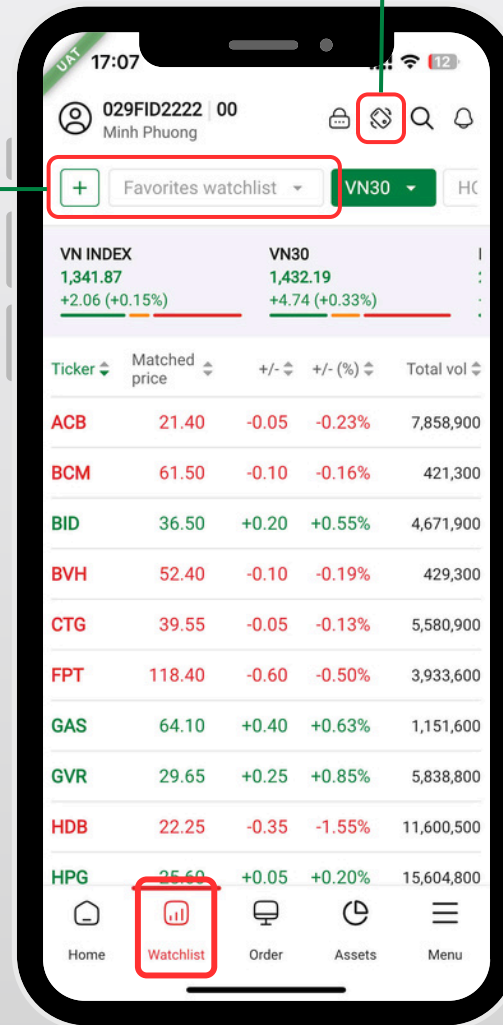 UAT
17:07
12
029FID2222 00
Minh Phuong
+ Favorites watchlist VN30
VN INDEX VN30
1,341.87 1,432.19
+2.06 (+0.15%) +4.74 (+0.33%)
Ticker Matched price +/- +/- (%) Total vol
ACB 21.40 -0.05 -0.23% 7,858,900
BCM 61.50 -0.10 -0.16% 421,300
BID 36.50 +0.20 +0.55% 4,671,900
BVH 52.40 -0.10 -0.19% 429,300
CTG 39.55 -0.05 -0.13% 5,580,900
FPT 118.40 -0.60 -0.50% 3,933,600
GAS 64.10 +0.40 +0.63% 1,151,600
GVR 29.65 +0.25 +0.85% 5,838,800
HDB 22.25 -0.35 -1.55% 11,600,500
HPG 25.60 +0.05 +0.20% 15,604,800
Home Watchlist Order Assets Menu